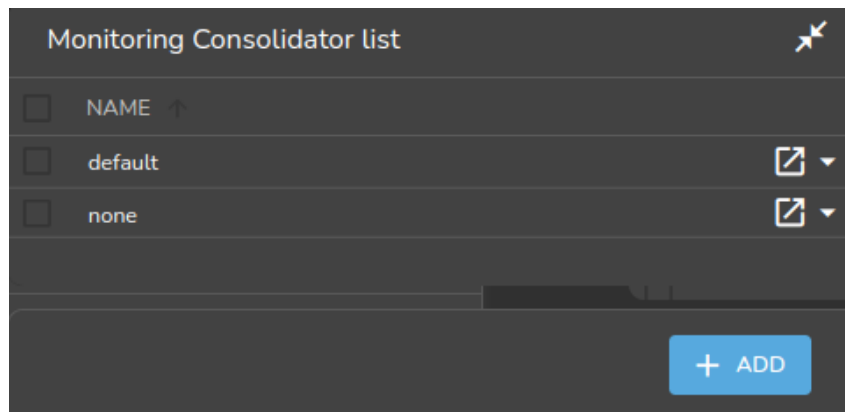 Monitoring Consolidator list
NAME
default
none
ADD